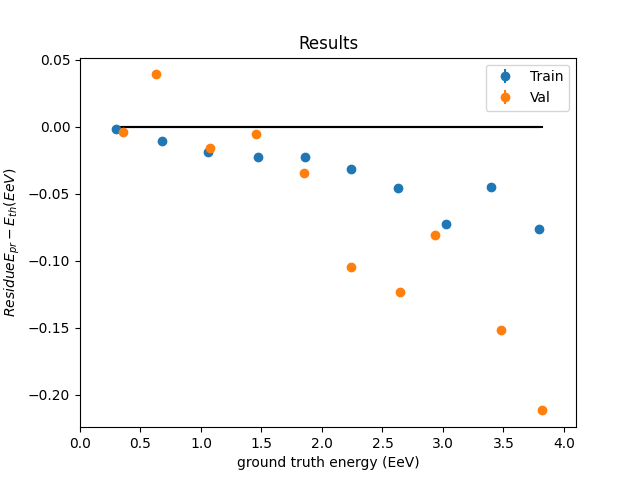 Results
0.05
0.00
−0.05
−0.10
−0.15
−0.20
ResidueE_{pr} − E_{th}(EeV)
Train
Val
0.0 0.5 1.0 1.5 2.0 2.5 3.0 3.5 4.0
ground truth energy (EeV)